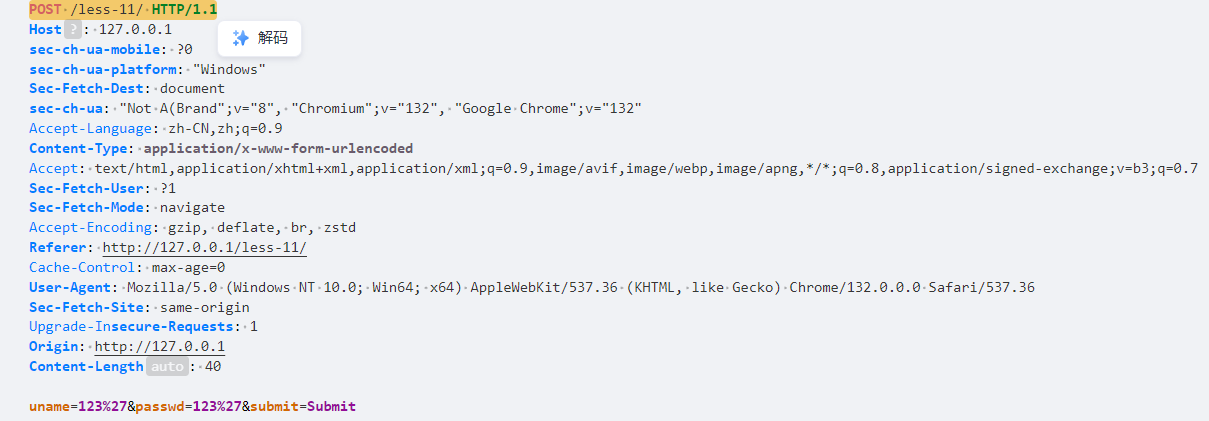 POST /less-11/ HTTP/1.1
Host ? : 127.0.0.1
解码
sec-ch-ua-mobile: ?0
sec-ch-ua-platform: "Windows"
Sec-Fetch-Dest: document
sec-ch-ua: "Not A(Brand";v="8", "Chromium";v="132", "Google Chrome";v="132"
Accept-Language: zh-CN,zh;q=0.9
Content-Type: application/x-www-form-urlencoded
Accept: text/html,application/xhtml+xml,application/xml;q=0.9,image/avif,image/webp,image/apng,*/*;q=0.8,application/signed-exchange;v=b3;q=0.7
Sec-Fetch-User: ?1
Sec-Fetch-Mode: navigate
Accept-Encoding: gzip, deflate, br, zstd
Referer: http://127.0.0.1/less-11/
Cache-Control: max-age=0
User-Agent: Mozilla/5.0 (Windows NT 10.0; Win64; x64) AppleWebKit/537.36 (KHTML, like Gecko) Chrome/132.0.0.0 Safari/537.36
Sec-Fetch-Site: same-origin
Upgrade-Insecure-Requests: 1
Origin: http://127.0.0.1
Content-Length auto : 40
uname=123%27&passwd=123%27&submit=Submit